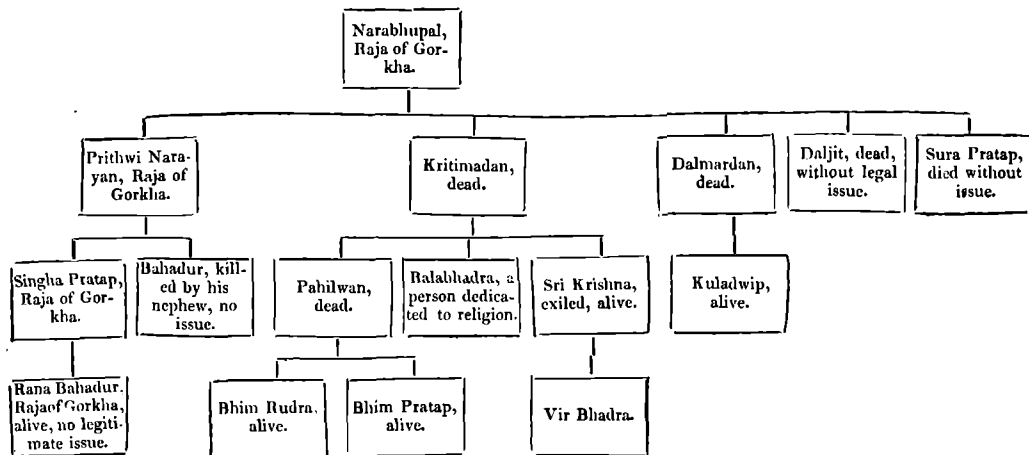 Narabhupal,
Raja of Gor-
kha.
Prithwi Nara-
yan, Raja of
Gorkha.
Kritimadan,
dead.
Dalmardan,
dead.
Daljit, dead,
without legal
issue.
Sura Pratap,
died without
issue.
Singha Pratap,
Raja of Gor-
kha.
Bahadur, kill-
ed by his
nephew, no
issue.
Pahilwan,
dead.
Ralabhadra, a
person dedica-
ted to religion.
Sri Krishna,
exiled, alive.
Kuladwip,
alive.
Rana Bahadur.
Raja of Gorkha,
alive, no legiti-
mate issue.
Bhim Rudra,
alive.
Bhim Pratap,
alive.
Vir Bhadra.